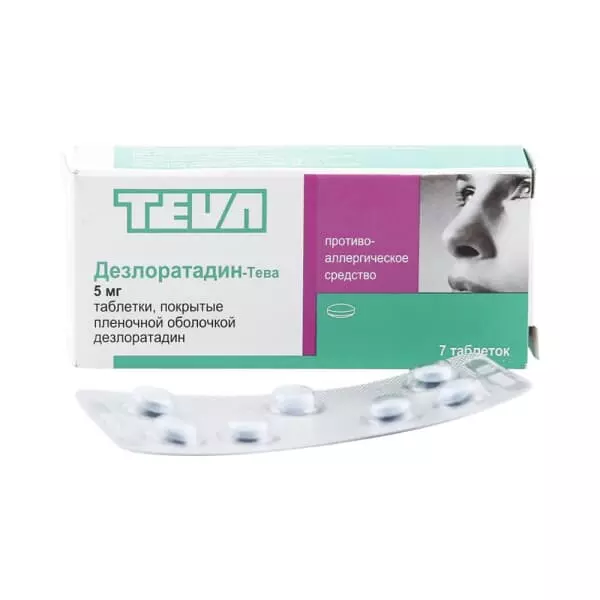 TEVA
Дезлоратадин-Тева
5 мг
таблетки, покрытые
пленочной оболочкой
дезлоратадин
противо-
аллергическое
средство
7 таблеток